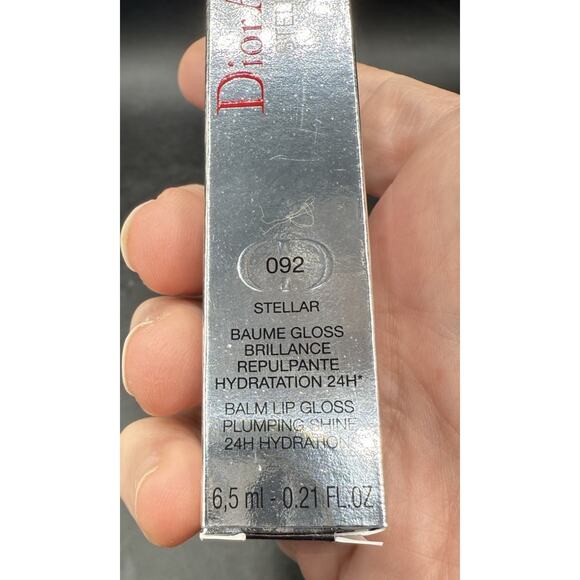 Dior
092
STELLAR
BAUME GLOSS
BRILLANCE
REPULPANTE
HYDRATATION 24H*
BALM LIP GLOSS
PLUMPING SHINE
24H HYDRATION
6,5 ml - 0.21 FL.OZ